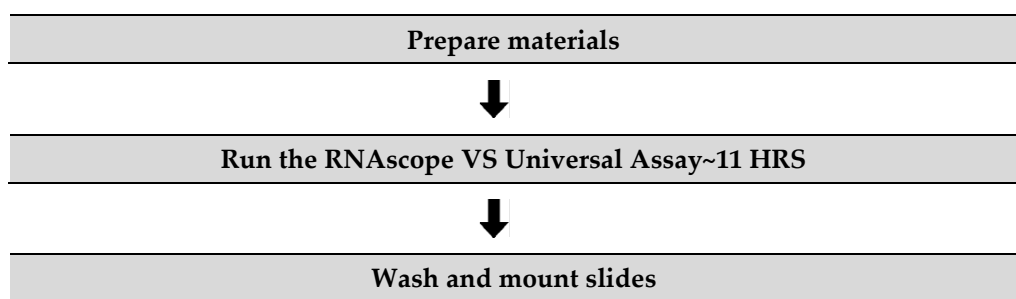 Prepare materials
Run the RNAscope VS Universal Assay~11 HRS
Wash and mount slides